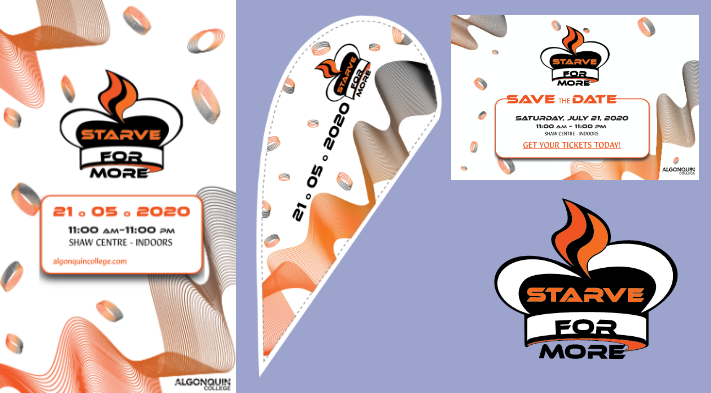 STARVE
FOR
MORE
21 o 05 o 2020
11:00 AM-11:00 PM
SHAW CENTRE - INDOORS
algonquincollege.com
ALGONQUIN
COLLEGE
STARVE
FOR
MORE
21 o 05 o 2020
STARVE
FOR
MORE
SAVE THE DATE
SATURDAY, JULY 21, 2020
11:00 AM - 11:00 PM
SHAW CENTRE - INDOORS
GET YOUR TICKETS TODAY!
ALGONQUIN
COLLEGE
STARVE
FOR
MORE